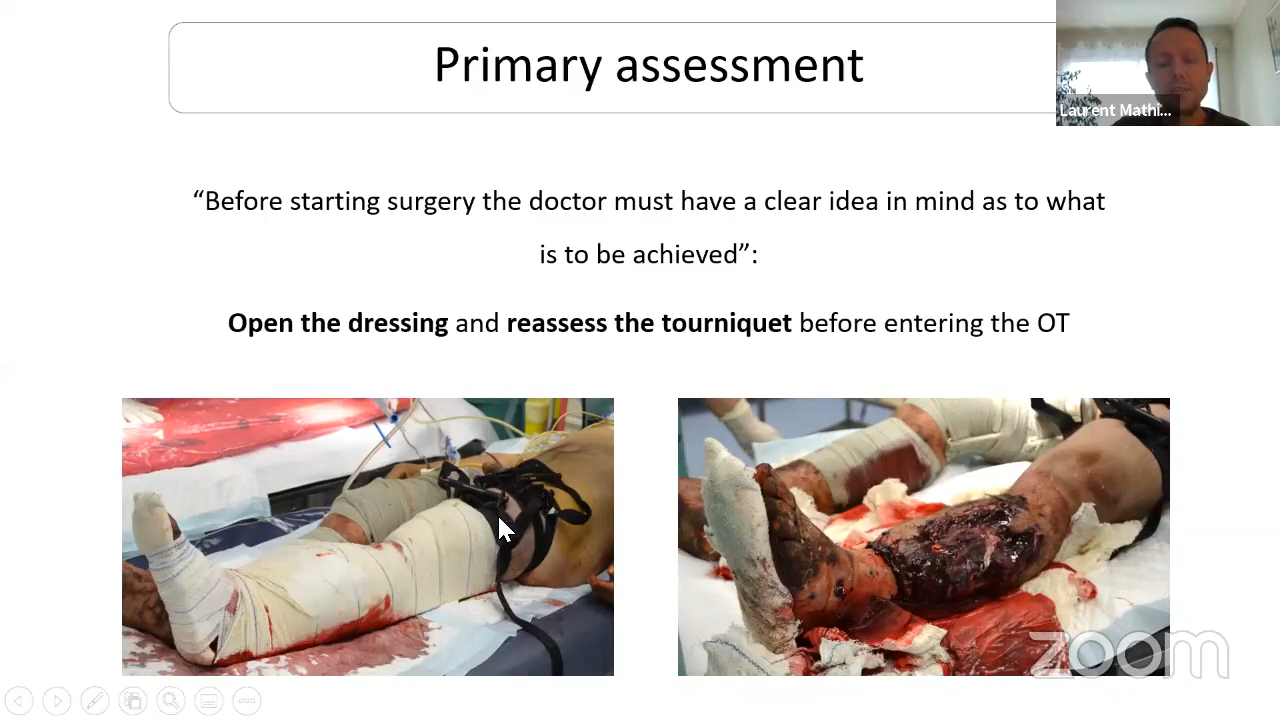 Primary assessment
Laurent Mathi...
“Before starting surgery the doctor must have a clear idea in mind as to what
is to be achieved”:
Open the dressing and reassess the tourniquet before entering the OT
zoom